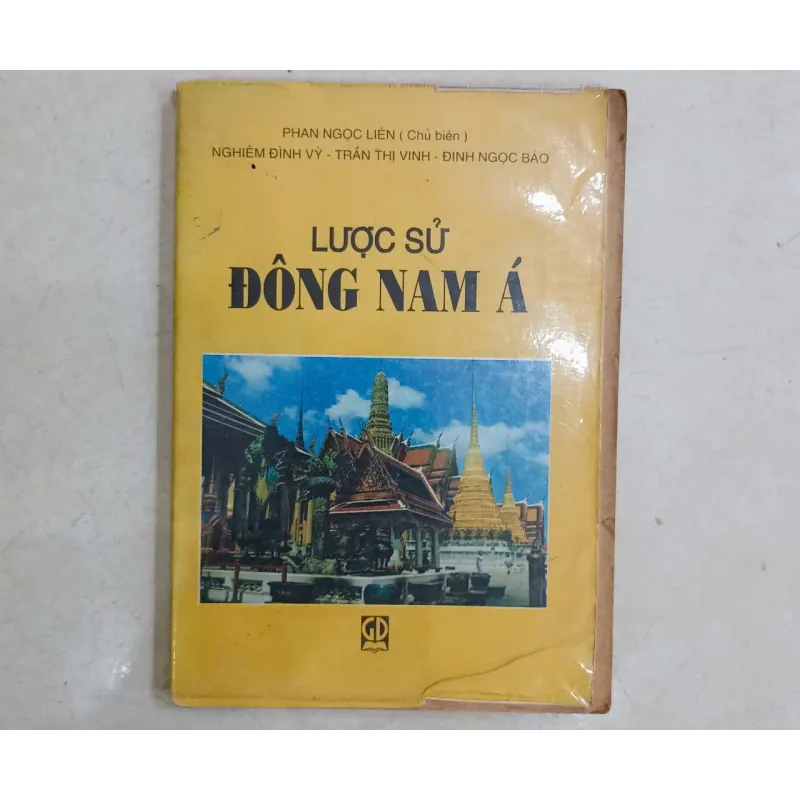 PHAN NGỌC LIÊN ( Chủ biên )
NGHIÊM ĐÌNH VỲ - TRẦN THỊ VINH - ĐINH NGỌC BẢO
LƯỢC SỬ
ĐÔNG NAM Á
GD